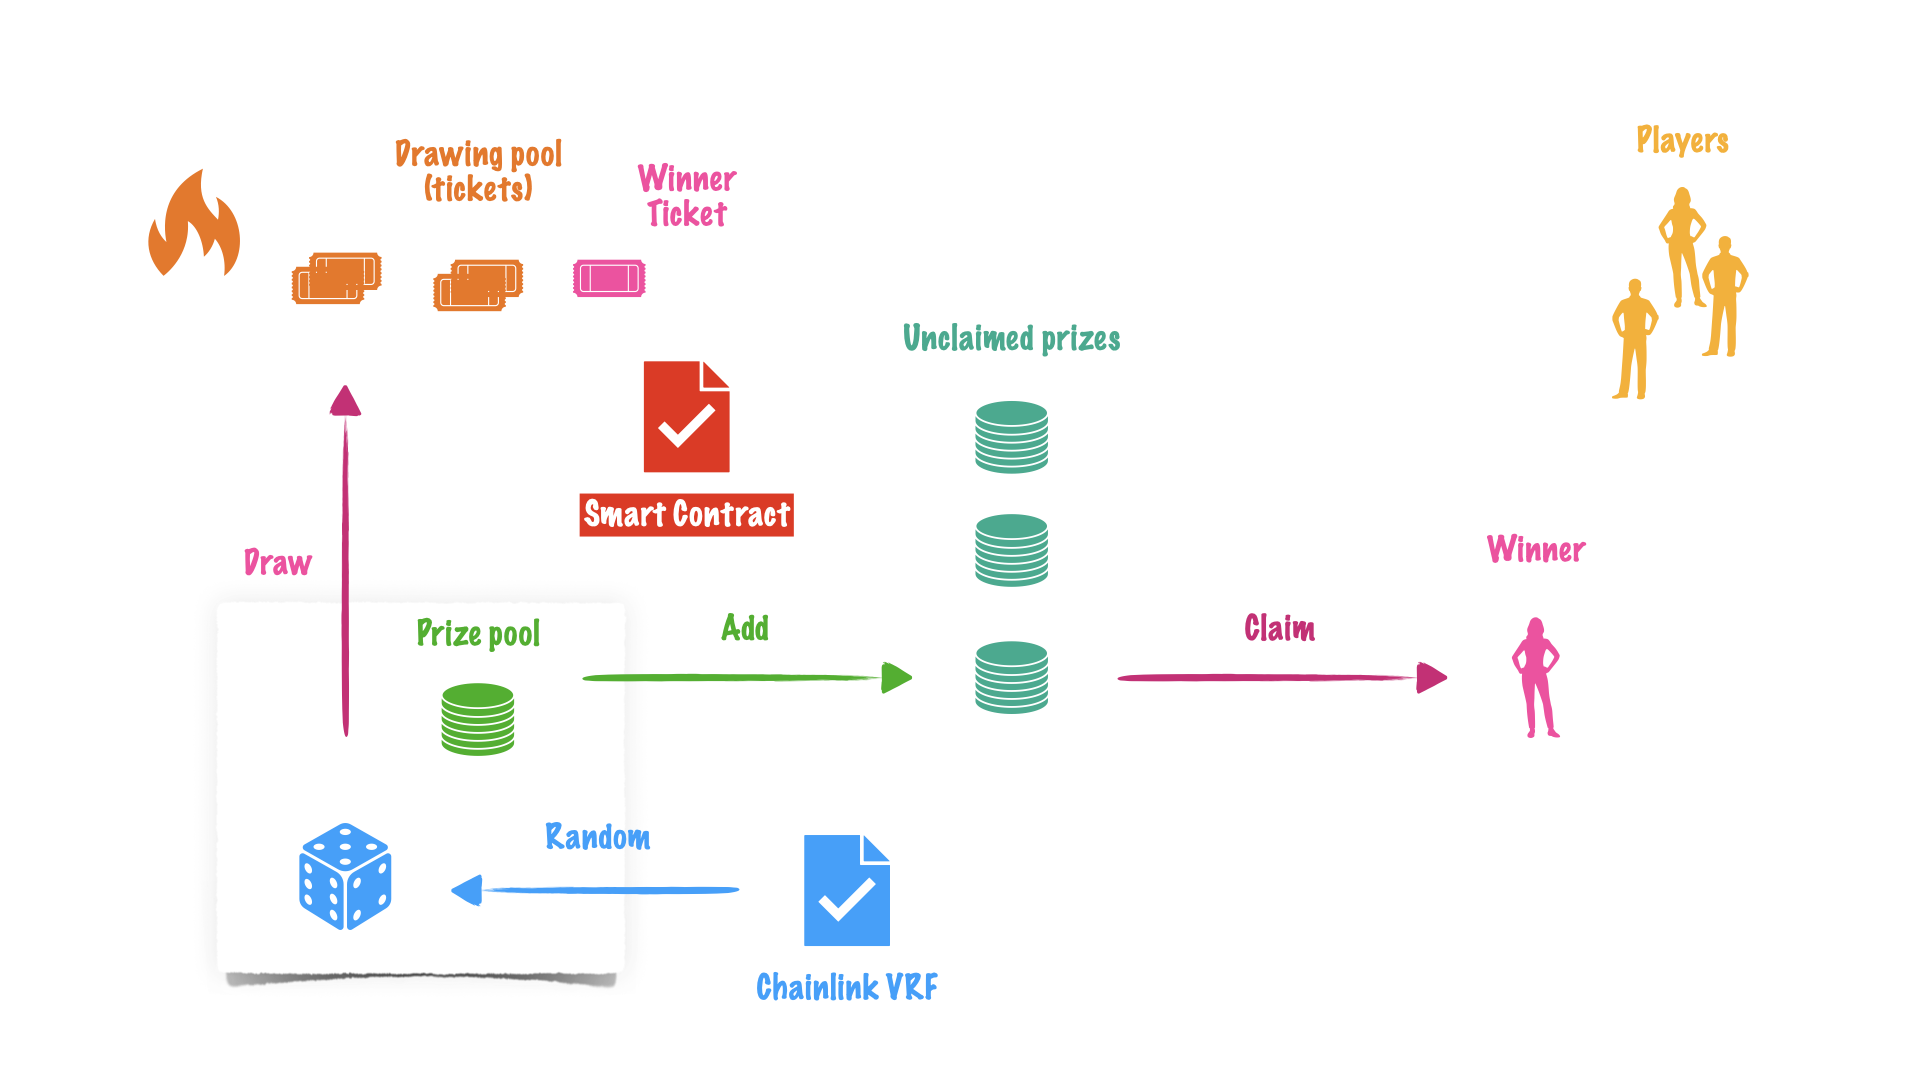 Drawing pool
(tickets)
Winner
Ticket
Players
Unclaimed prizes
Smart Contract
Draw
Winner
Prize pool
Add
Claim
Random
Chainlink VRF